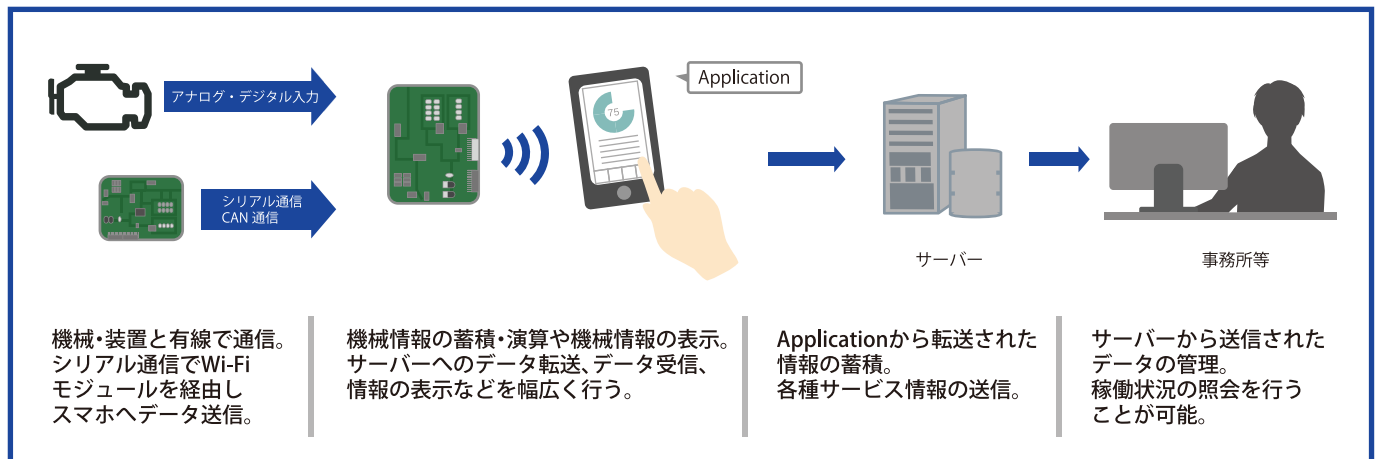 アナログ・デジタル入力
シリアル通信
CAN 通信
75
Application
サーバー
事務所等
機械・装置と有線で通信。
シリアル通信でWi-Fi
モジュールを経由し
スマホへデータ送信。
機械情報の蓄積・演算や機械情報の表示。
サーバーへのデータ転送、データ受信、
情報の表示などを幅広く行う。
Applicationから転送された
情報の蓄積。
各種サービス情報の送信。
サーバーから送信された
データの管理。
稼働状況の照会を行う
ことが可能。